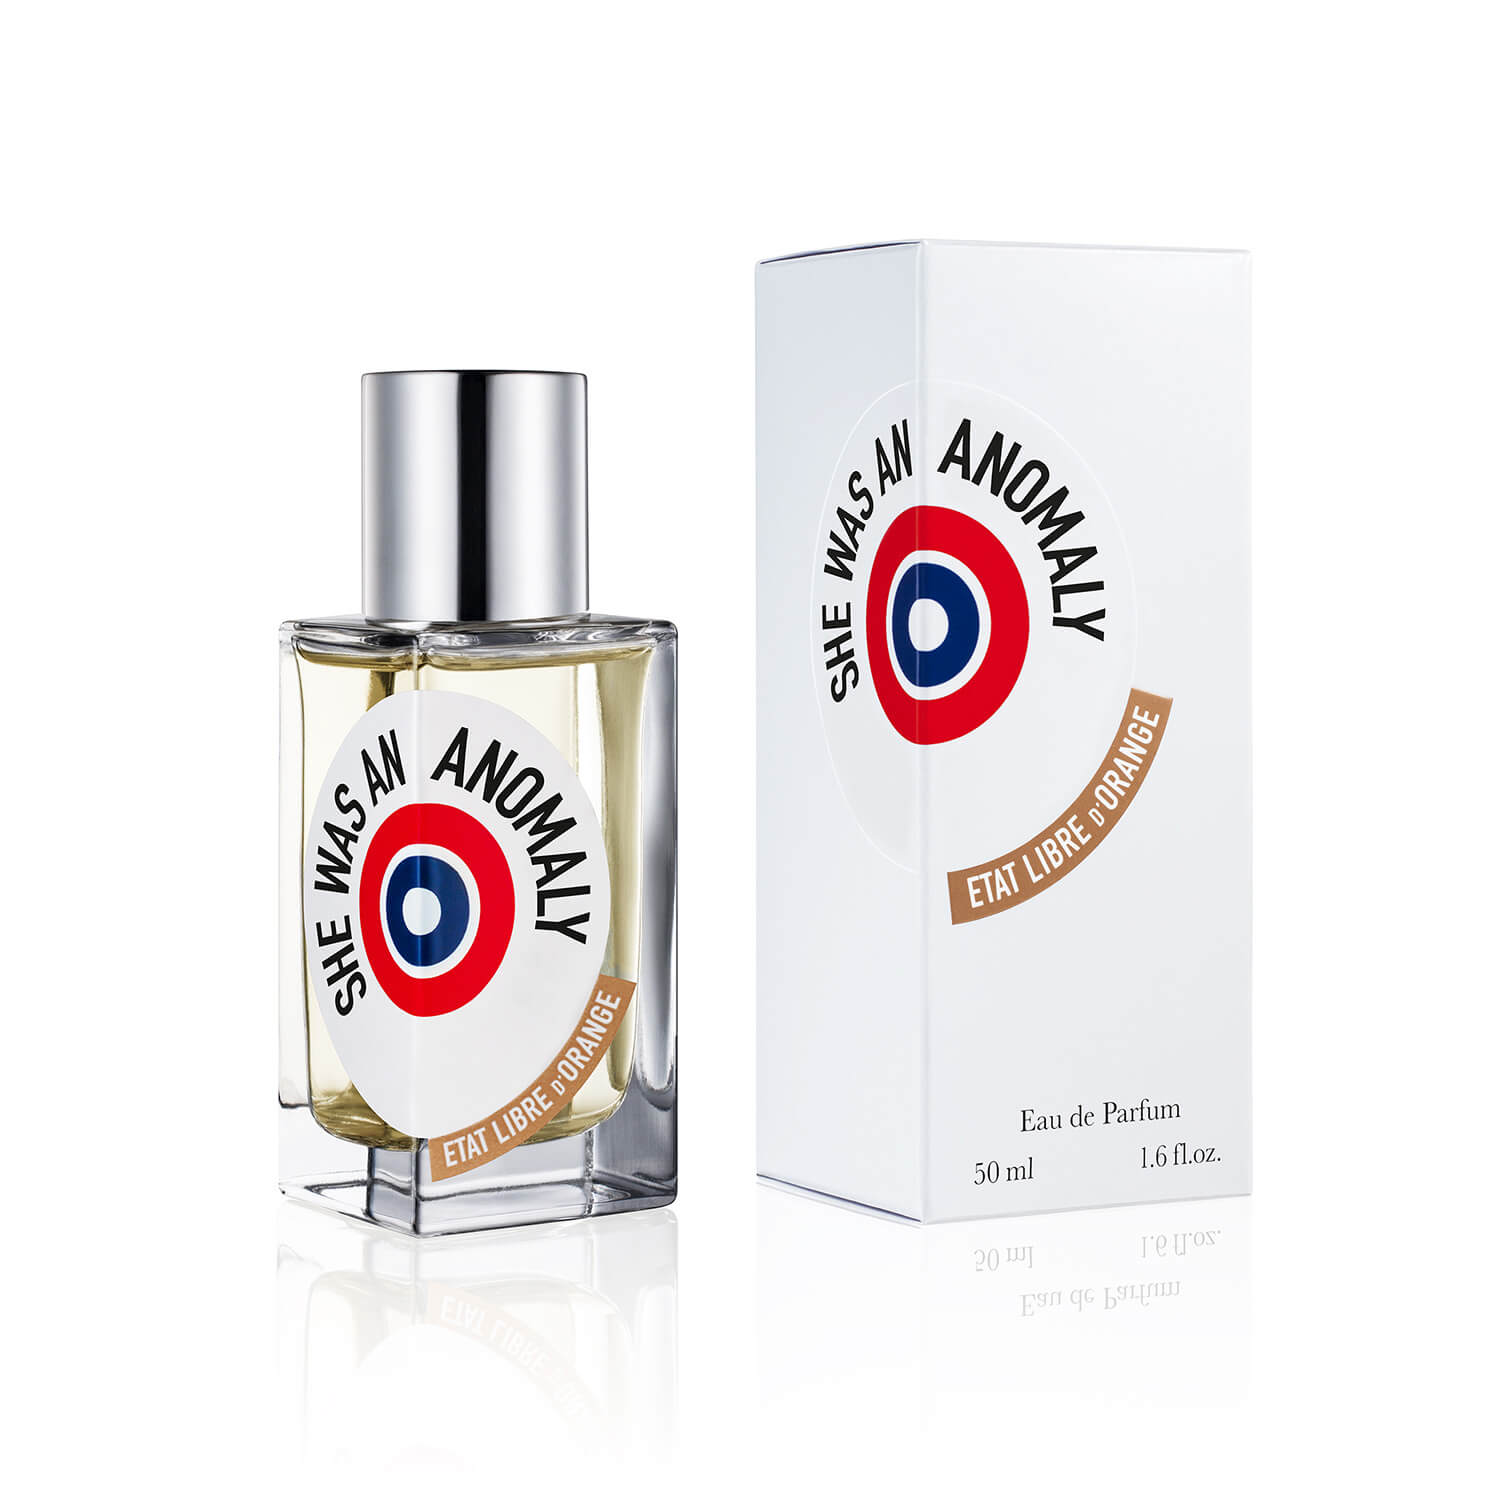 SHE WAS AN ANOMALY
ETAT LIBRE D'ORANGE
SHE WAS AN ANOMALY
ETAT LIBRE D'ORANGE
Eau de Parfum
50 ml
1.6 fl.oz.